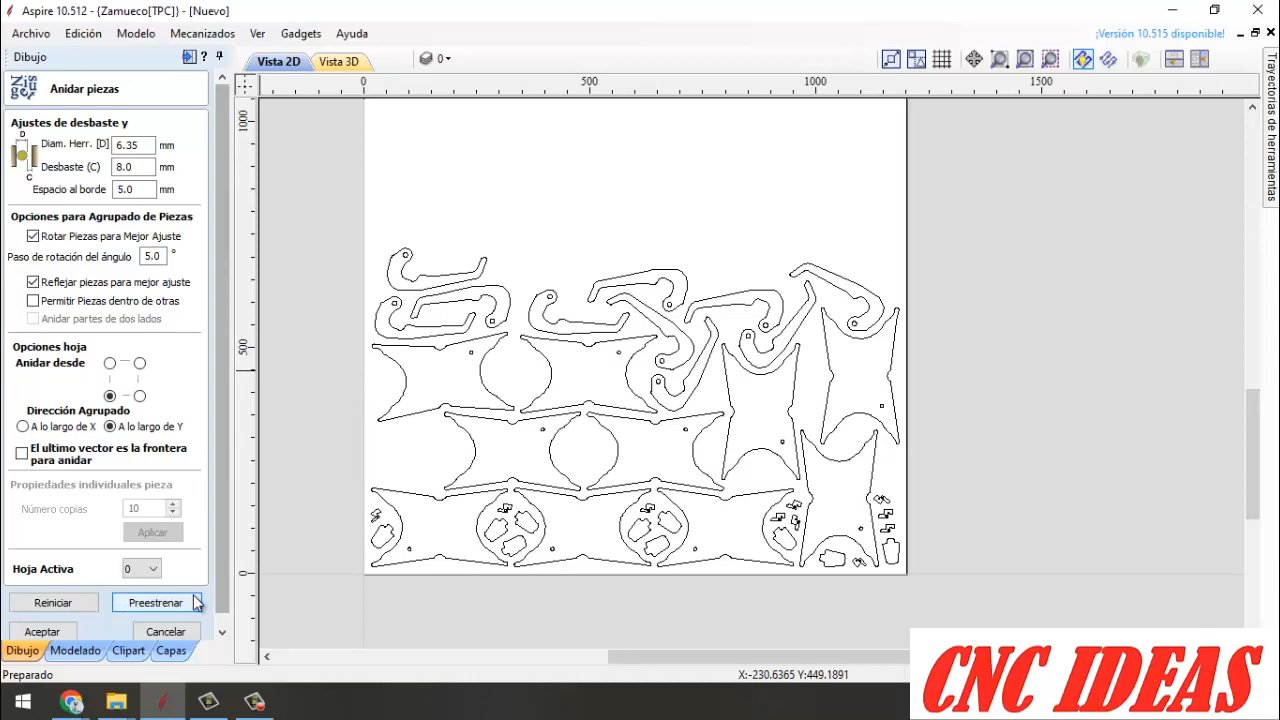 Aspire 10.512 - {Zamueco[TPC]} - [Nuevo]
Archivo Edición Modelo Mecanizados Ver Gadgets Ayuda ¡Versión 10.515 disponible!
Dibujo
Vista 2D Vista 3D 0
Anidar piezas
0 500 1000 1500
1000
500
0
Ajustes de desbaste y
D
Diam. Herr. [D] 6.35 mm
Desbaste (C) 8.0 mm
C
Espacio al borde 5.0 mm
Opciones para Agrupado de Piezas
Rotar Piezas para Mejor Ajuste
Paso de rotación del ángulo 5.0 °
Reflejar piezas para mejor ajuste
Permitir Piezas dentro de otras
Anidar partes de dos lados
Opciones hoja
Anidar desde
Dirección Agrupado
A lo largo de X A lo largo de Y
El ultimo vector es la frontera
para anidar
Propiedades individuales pieza
Número copias 10
Aplicar
Hoja Activa 0
Reiniciar Preestrenar
Aceptar Cancelar
Dibujo Modelado Clipart Capas
Preparado
X:-230.6365 Y:449.1891
Trayectorias de herramientas
CNC IDEAS